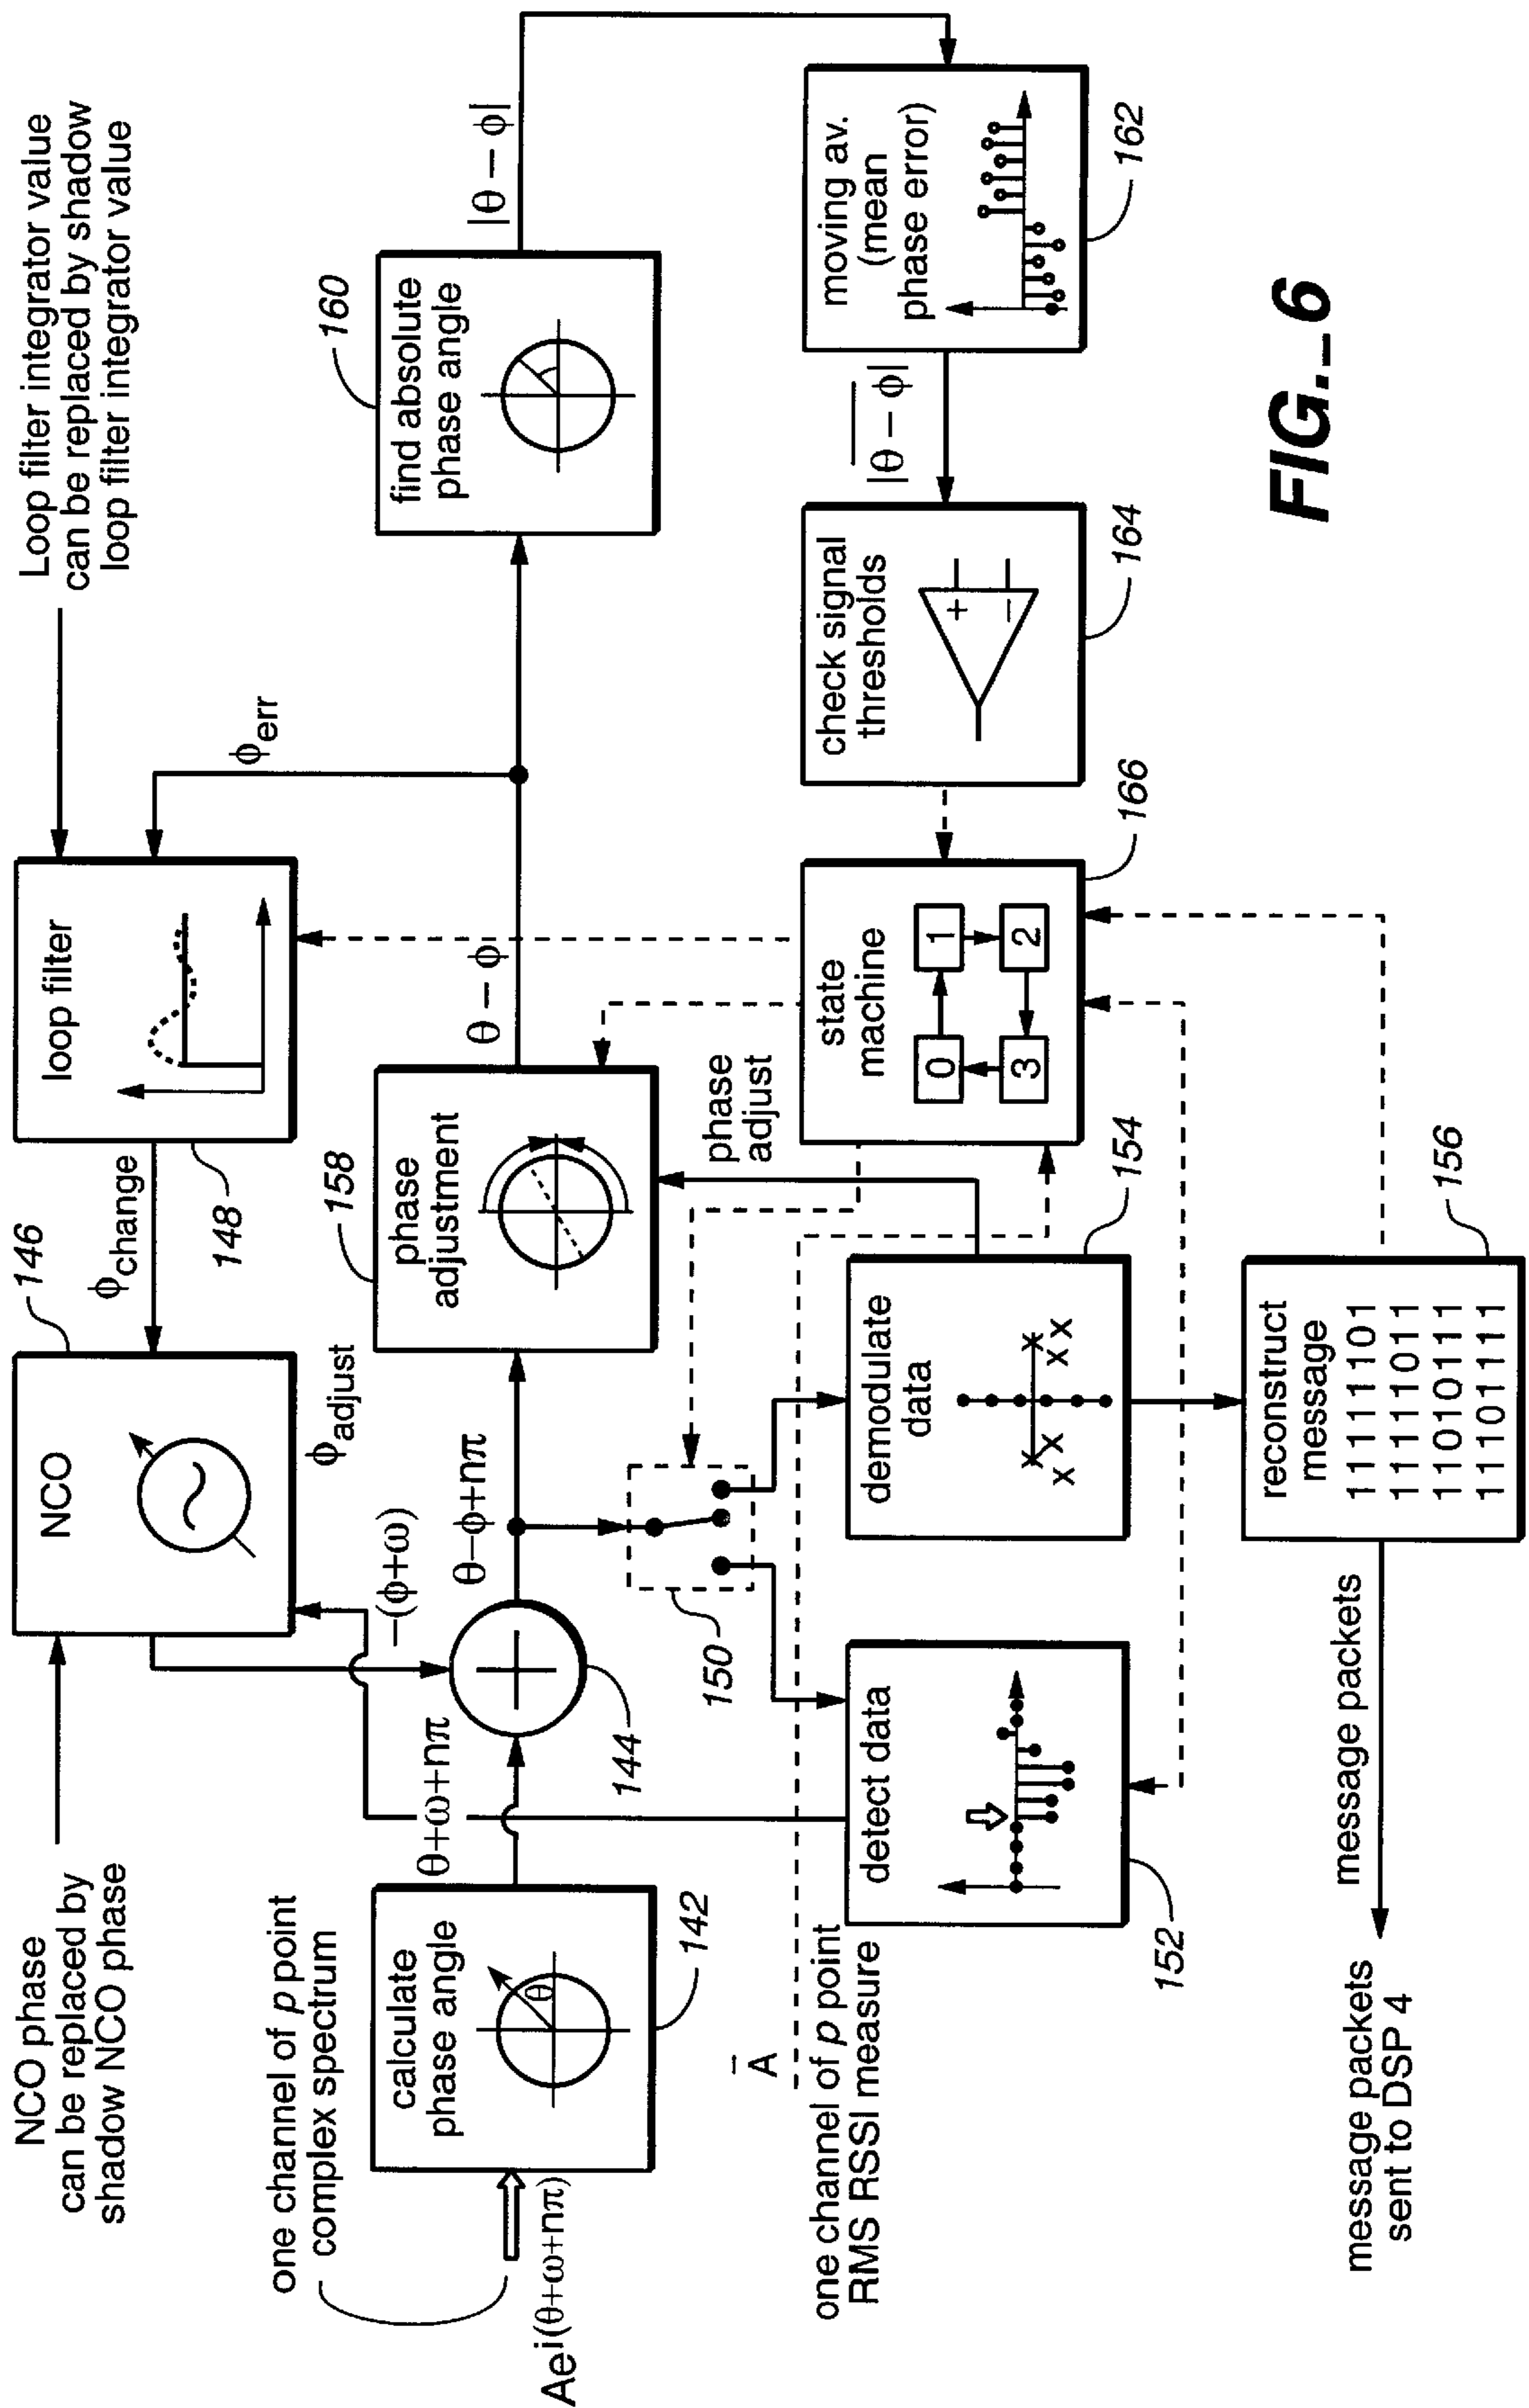 NCO phase
can be replaced by
shadow NCO phase
146
NCO
ϕadjust
ϕchange
148
loop filter
Loop filter integrator value
can be replaced by shadow
loop filter integrator value
ϕerr
one channel of p point
complex spectrum
Ae^i(θ+ω+nπ)
calculate
phase angle
θ
142
θ+ω+nπ
−(ϕ+ω)
144
θ−ϕ+nπ
158
phase
adjustment
θ − ϕ
160
find absolute
phase angle
|θ − ϕ|
150
phase
adjust
A̅
one channel of p point
RMS RSSI measure
detect data
152
demodulate
data
154
state
machine
0
1
2
3
166
check signal
thresholds
+
−
164
|θ − ϕ|
moving av.
(mean
phase error)
162
reconstruct
message
11111101
11111011
11010111
11101111
156
message packets
message packets
sent to DSP 4
FIG._6